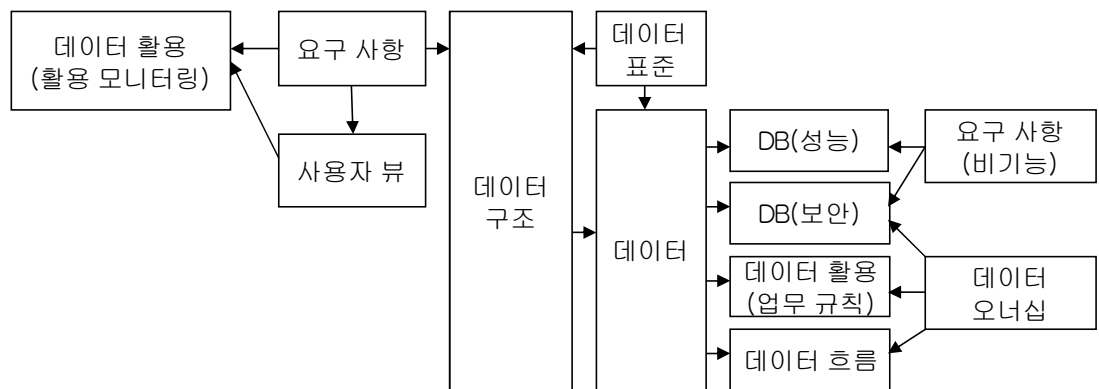 데이터 활용
(활용 모니터링)
요구 사항
사용자 뷰
데이터
구조
데이터
표준
데이터
DB(성능)
DB(보안)
데이터 활용
(업무 규칙)
데이터 흐름
요구 사항
(비기능)
데이터
오너십